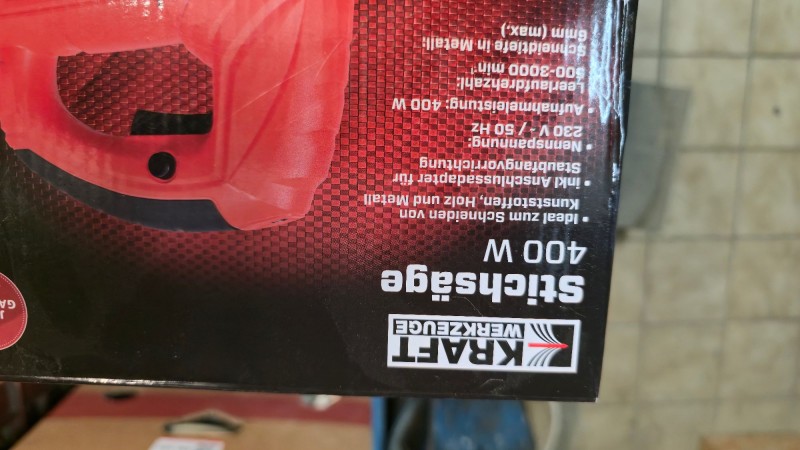 KRAFT
WERKZEUGE
Stichsäge
400 W
• Ideal zum Schneiden von
Kunststoffen, Holz und Metall
• inkl Anschlussadapter für
Staubfangvorrichtung
• Nennspannung:
230 V ~ / 50 Hz
• Aufnahmeleistung: 400 W
Leerlaufdrehzahl:
500-3000 min⁻¹
Schneidtiefe in Metall:
6mm (max.)